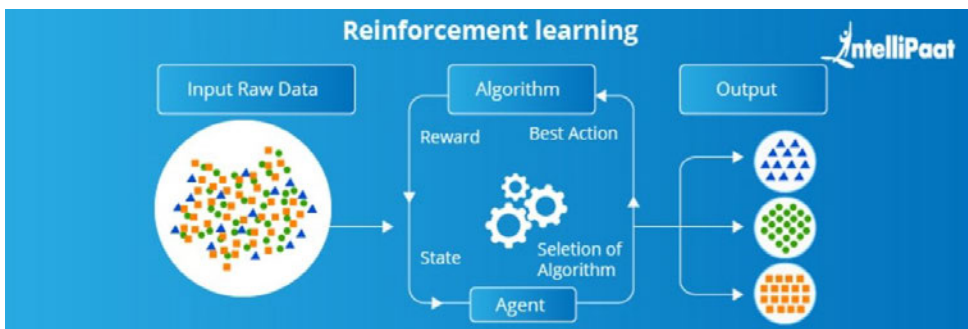 Reinforcement learning
IntelliPaat
Input Raw Data
Algorithm
Output
Reward
Best Action
State
Seletion of
Algorithm
Agent